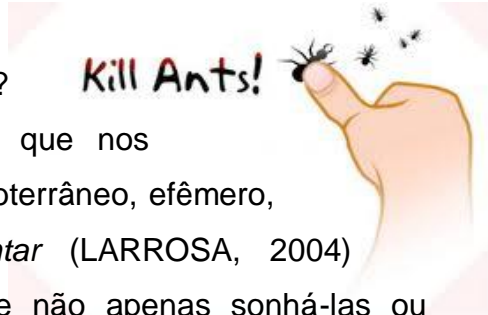 ?
Kill Ants!
que nos
oterrâneo, efêmero,
ntar (LARROSA, 2004)
e não apenas sonhá-las ou